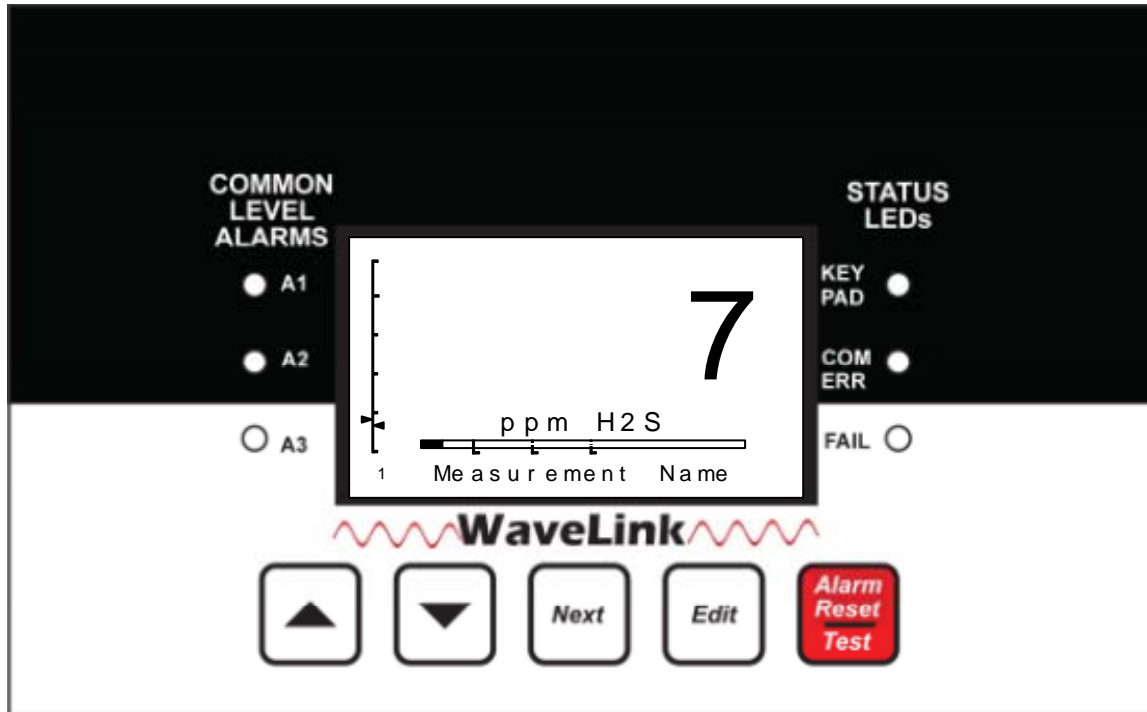 COMMON
LEVEL
ALARMS
A1
A2
A3
7
ppm H2S
1
Measurement Name
STATUS
LEDs
KEY
PAD
COM
ERR
FAIL
WaveLink
Next
Edit
Alarm
Reset
Test